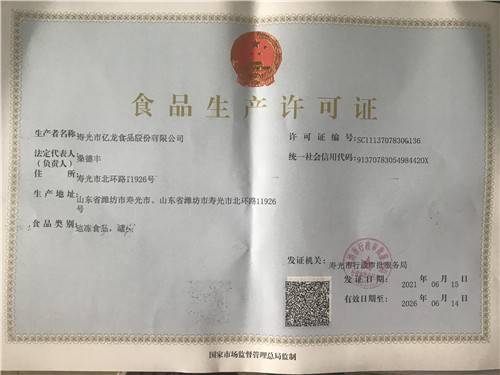 食品生产许可证
生产者名称 寿光市亿龙食品股份有限公司
许可证编号: SC11137078306136
法定代表人
(负责人) 桑德丰
统一社会信用代码: 91370783054984420X
住所: 寿光市北环路11926号
生产地址: 山东省潍坊市寿光市、山东省潍坊市寿光市北环路11926
号
食品类别: 速冻食品,罐头
发证机关: 寿光市行政审批服务局
发证日期 2021 年 06 月 15 日
有效日期至 2026 年 06 月 14 日
国家市场监督管理总局监制